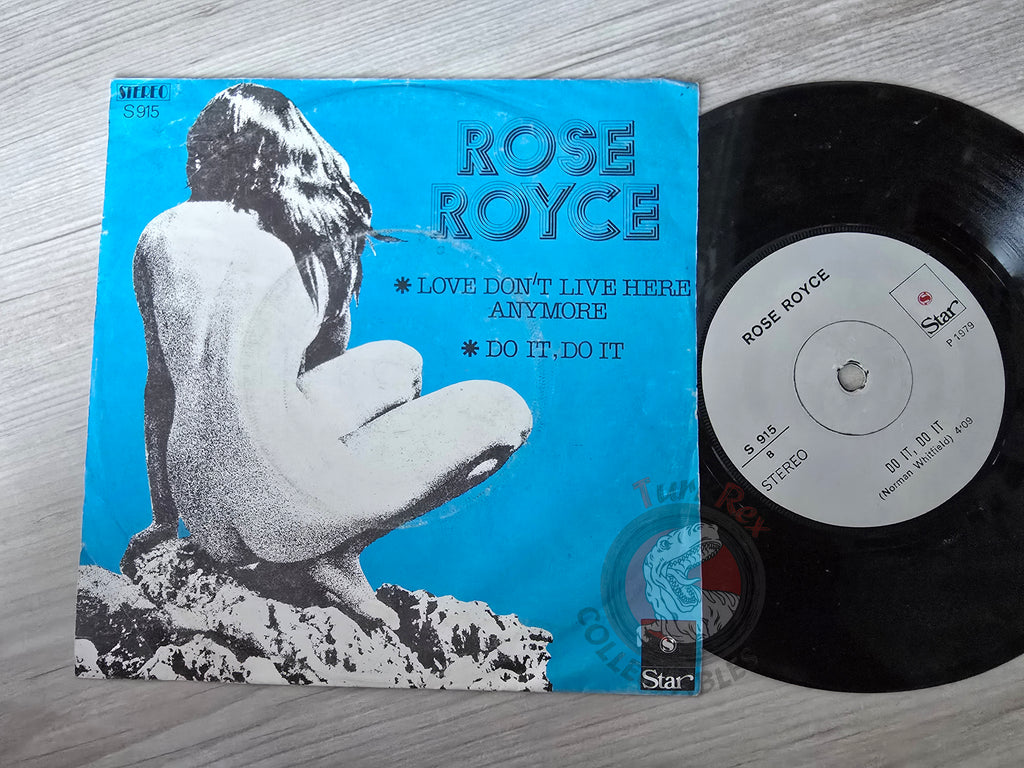 STEREO
S 915
ROSE
ROYCE
* LOVE DON'T LIVE HERE
ANYMORE
* DO IT, DO IT
S
Star
ROSE ROYCE
S
Star
P 1979
S 915
B
STEREO
DO IT, DO IT
(Norman Whitfield) 4'09
Rex